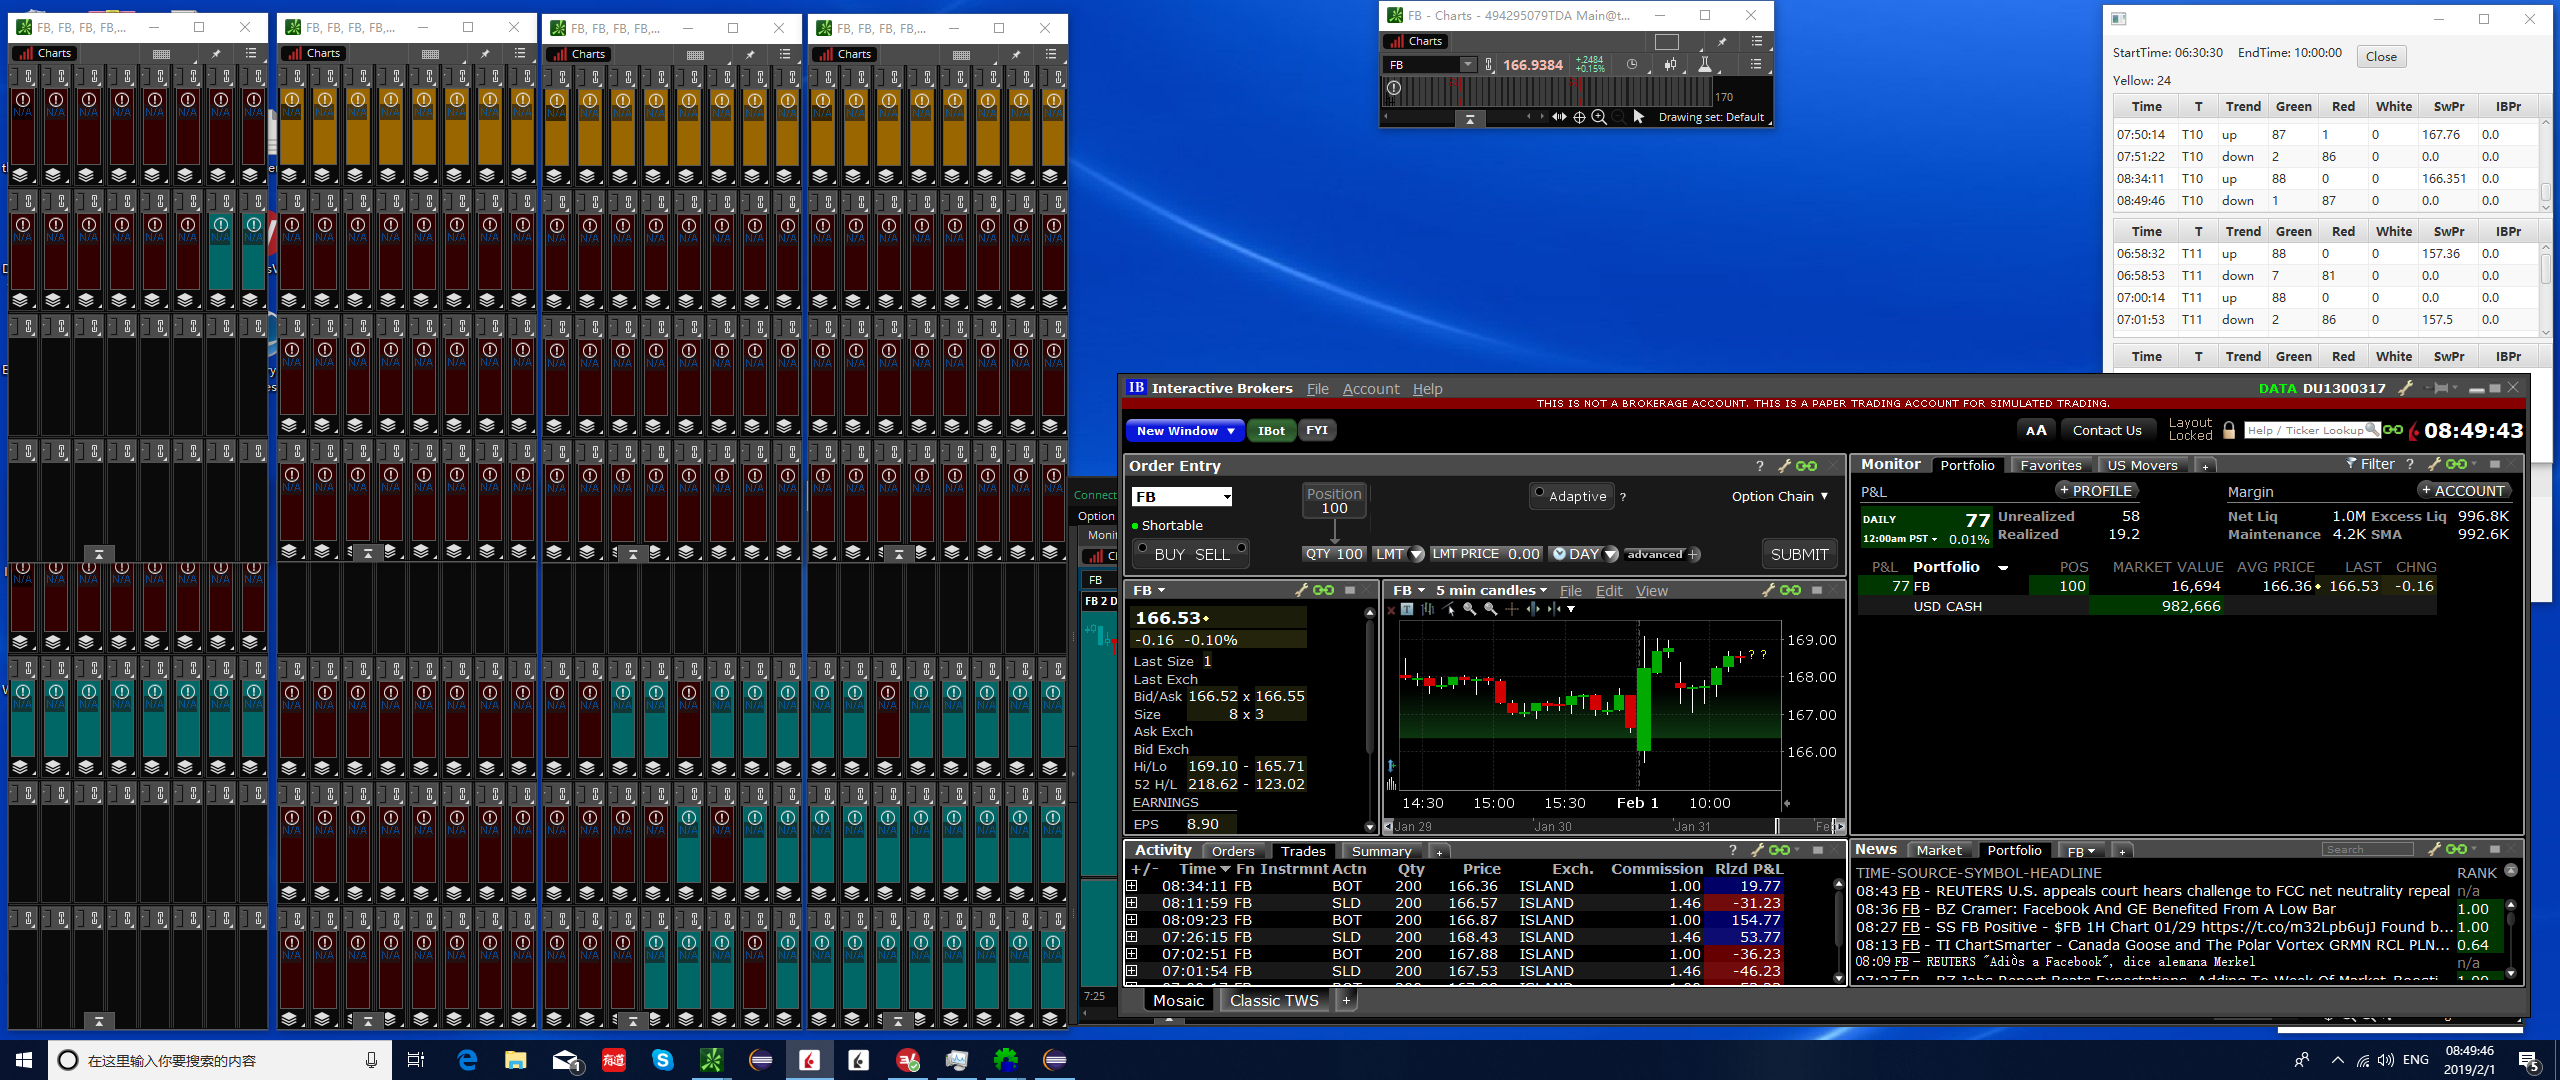 FB, FB, FB, FB,...
Charts
FB, FB, FB, FB,...
Charts
FB, FB, FB, FB,...
Charts
FB, FB, FB, FB,...
Charts
FB - Charts - 494295079TDA Main@t...
Charts
FB 166.9384 +.2484 +0.15%
170
Drawing set: Default
StartTime: 06:30:30 EndTime: 10:00:00 Close
Yellow: 24
Time T Trend Green Red White SwPr IBPr
07:50:14 T10 up 87 1 0 167.76 0.0
07:51:22 T10 down 2 86 0 0.0 0.0
08:34:11 T10 up 88 0 0 166.351 0.0
08:49:46 T10 down 1 87 0 0.0 0.0
Time T Trend Green Red White SwPr IBPr
06:58:32 T11 up 88 0 0 157.36 0.0
06:58:53 T11 down 7 81 0 0.0 0.0
07:00:14 T11 up 88 0 0 0.0 0.0
07:01:53 T11 down 2 86 0 157.5 0.0
Time T Trend Green Red White SwPr IBPr
IB Interactive Brokers File Account Help
DATA DU1300317
THIS IS NOT A BROKERAGE ACCOUNT. THIS IS A PAPER TRADING ACCOUNT FOR SIMULATED TRADING.
New Window IBot FYI
AA Contact Us Layout Locked Help / Ticker Lookup 08:49:43
Order Entry ?
FB
Position
100
Adaptive ?
Option Chain
Shortable
BUY SELL
QTY 100 LMT LMT PRICE 0.00 DAY advanced +
SUBMIT
Monitor Portfolio Favorites US Movers + Filter ?
P&L + PROFILE Margin + ACCOUNT
DAILY 77
12:00am PST 0.01%
Unrealized 58
Realized 19.2
Net Liq 1.0M Excess Liq 996.8K
Maintenance 4.2K SMA 992.6K
P&L Portfolio POS MARKET VALUE AVG PRICE LAST CHNG
77 FB 100 16,694 166.36 166.53 -0.16
USD CASH 982,666
FB
166.53
-0.16 -0.10%
Last Size 1
Last Exch
Bid/Ask 166.52 x 166.55
Size 8 x 3
Ask Exch
Bid Exch
Hi/Lo 169.10 - 165.71
52 H/L 218.62 - 123.02
EARNINGS
EPS 8.90
FB 5 min candles File Edit View
169.00
168.00
167.00
166.00
? ?
14:30 15:00 15:30 Feb 1 10:00
Jan 29 Jan 30 Jan 31
Activity Orders Trades Summary + ?
+/- Time Fn Instrmnt Actn Qty Price Exch. Commission Rlzd P&L
08:34:11 FB BOT 200 166.36 ISLAND 1.00 19.77
08:11:59 FB SLD 200 166.57 ISLAND 1.46 -31.23
08:09:23 FB BOT 200 166.87 ISLAND 1.00 154.77
07:26:15 FB SLD 200 168.43 ISLAND 1.46 53.77
07:02:51 FB BOT 200 167.88 ISLAND 1.00 -36.23
07:01:54 FB SLD 200 167.53 ISLAND 1.46 -46.23
News Market Portfolio FB + Search
TIME-SOURCE-SYMBOL-HEADLINE RANK
08:43 FB - REUTERS U.S. appeals court hears challenge to FCC net neutrality repeal n/a
08:36 FB - BZ Cramer: Facebook And GE Benefited From A Low Bar 1.00
08:27 FB - SS FB Positive - $FB 1H Chart 01/29 https://t.co/m32Lpb6ujJ Found b... 1.00
08:13 FB - TI ChartSmarter - Canada Goose and The Polar Vortex GRMN RCL PLN... 0.64
08:09 FB - REUTERS "Adiòs a Facebook", dice alemana Merkel n/a
Mosaic Classic TWS +
Connect
Option
Monit
FB
FB 2 D
7:25
在这里输入你要搜索的内容
有道
ENG
08:49:46
2019/2/1
5